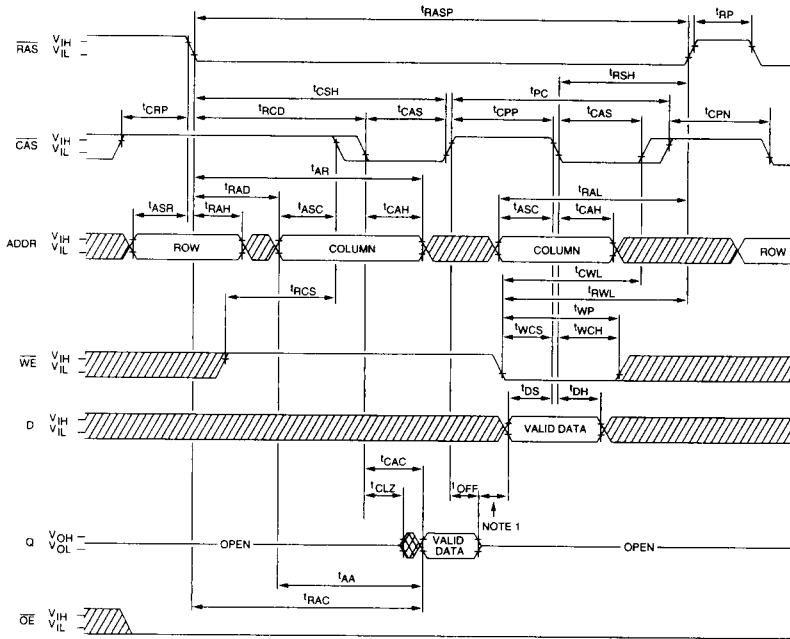 tRASP
tRP
RAS VIH
VIL
tRSH
tCSH
tPC
tCRP
tRCD
tCAS
tCPP
tCAS
tCPN
CAS VIH
VIL
tAR
tRAD
tRAL
tASR
tRAH
tASC
tCAH
tASC
tCAH
ADDR VIH
VIL
ROW
COLUMN
COLUMN
ROW
tCWL
tRCS
tRWL
tWP
tWCS
tWCH
WE VIH
VIL
tDS
tDH
D VIH
VIL
VALID DATA
tCAC
tCLZ
tOFF
NOTE 1
Q VOH
VOL
OPEN
VALID
DATA
OPEN
tAA
tRAC
OE VIH
VIL